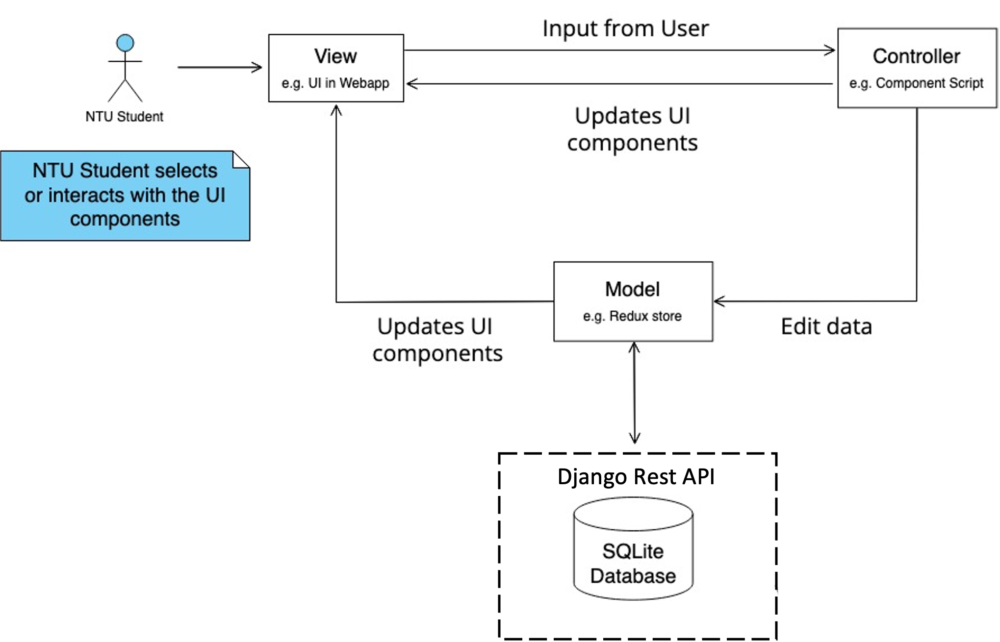 Input from User
View
e.g. UI in Webapp
Controller
e.g. Component Script
NTU Student
Updates UI
components
NTU Student selects
or interacts with the UI
components
Model
e.g. Redux store
Updates UI
components
Edit data
Django Rest API
SQLite
Database